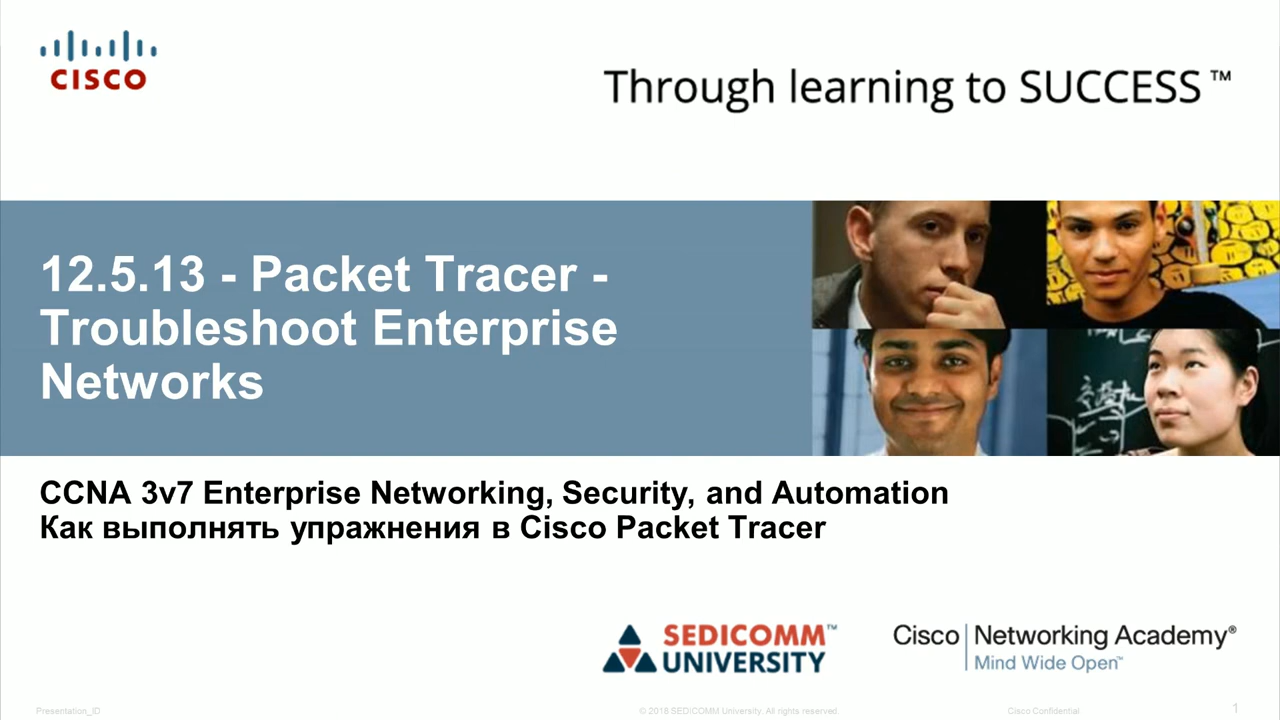 CISCO
Through learning to SUCCESS™
12.5.13 - Packet Tracer -
Troubleshoot Enterprise
Networks
CCNA 3v7 Enterprise Networking, Security, and Automation
Как выполнять упражнения в Cisco Packet Tracer
SEDICOMM™
UNIVERSITY
Cisco Networking Academy®
Mind Wide Open™
Presentation_ID
© 2018 SEDICOMM University. All rights reserved.
Cisco Confidential
1